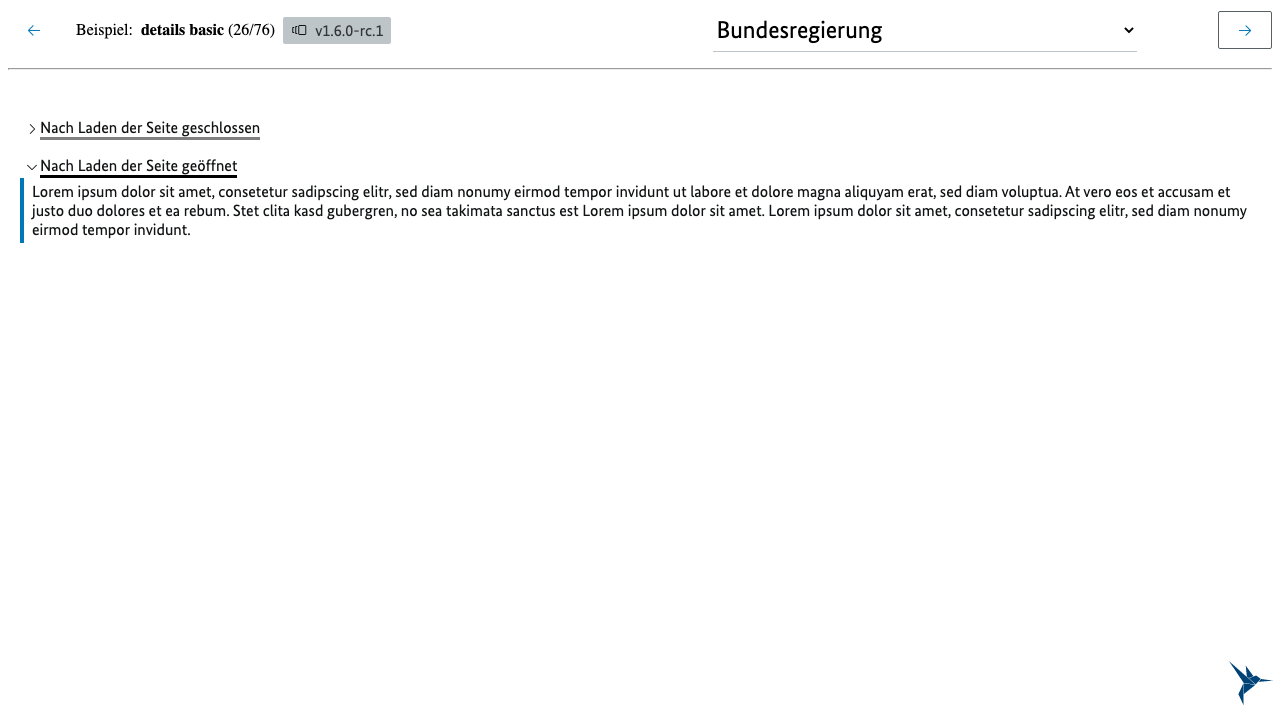 Beispiel: details basic (26/76) v1.6.0-rc.1 Bundesregierung
Nach Laden der Seite geschlossen
Nach Laden der Seite geöffnet
Lorem ipsum dolor sit amet, consetetur sadipscing elitr, sed diam nonumy eirmod tempor invidunt ut labore et dolore magna aliquyam erat, sed diam voluptua. At vero eos et accusam et
justo duo dolores et ea rebum. Stet clita kasd gubergren, no sea takimata sanctus est Lorem ipsum dolor sit amet. Lorem ipsum dolor sit amet, consetetur sadipscing elitr, sed diam nonumy
eirmod tempor invidunt.